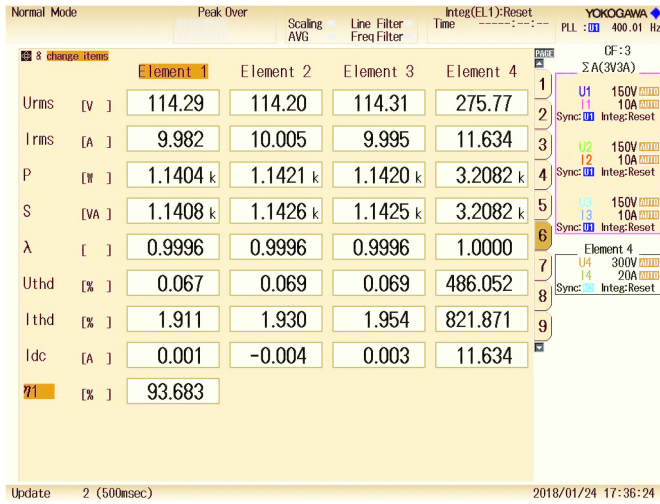 Normal Mode Peak Over Scaling Line Filter Integ(EL1):Reset YOKOGAWA
AVG Freq Filter Time -----:--:-- PLL :U1 400.01 Hz
8 change items PAGE CF:3
Element 1 Element 2 Element 3 Element 4 ΣA(3V3A)
Urms [V ] 114.29 114.20 114.31 275.77
Irms [A ] 9.982 10.005 9.995 11.634
P [W ] 1.1404 k 1.1421 k 1.1420 k 3.2082 k
S [VA ] 1.1408 k 1.1426 k 1.1425 k 3.2082 k
λ [ ] 0.9996 0.9996 0.9996 1.0000
Uthd [% ] 0.067 0.069 0.069 486.052
Ithd [% ] 1.911 1.930 1.954 821.871
Idc [A ] 0.001 -0.004 0.003 11.634
η1 [% ] 93.683
1
2
3
4
5
6
7
8
9
U1 150V AUTO
I1 10A AUTO
Sync:U1 Integ:Reset
U2 150V AUTO
I2 10A AUTO
Sync:U1 Integ:Reset
U3 150V AUTO
I3 10A AUTO
Sync:U1 Integ:Reset
Element 4
U4 300V AUTO
I4 20A AUTO
Sync: Integ:Reset
Update 2 (500msec) 2018/01/24 17:36:24